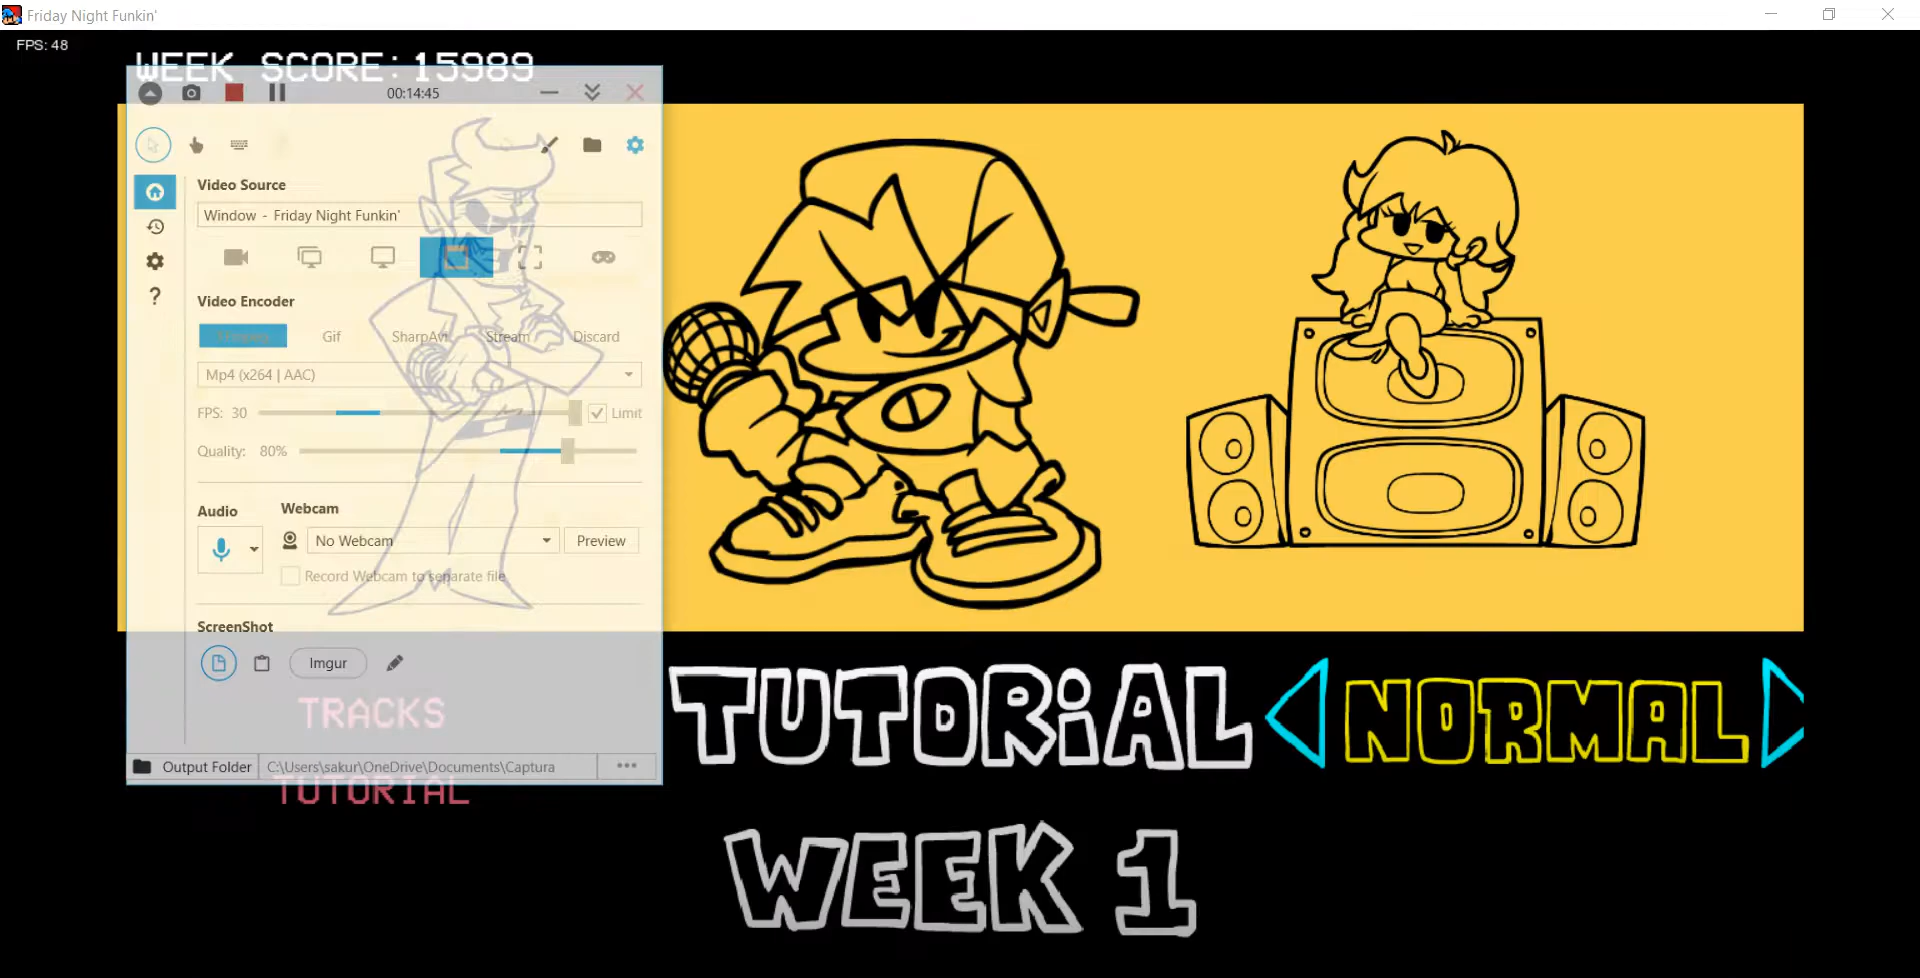 Friday Night Funkin'
FPS: 48
WEEK SCORE:15989
00:14:45
Video Source
Window - Friday Night Funkin'
Video Encoder
Gif SharpAvi Stream Discard
Mp4 (x264 | AAC)
FPS: 30 Limit
Quality: 80%
Audio Webcam
No Webcam Preview
Record Webcam to separate file
ScreenShot
Imgur
TRACKS
TUTORIAL NORMAL
Output Folder C:\Users\sakur\OneDrive\Documents\Captura ...
TUTORIAL
WEEK 1